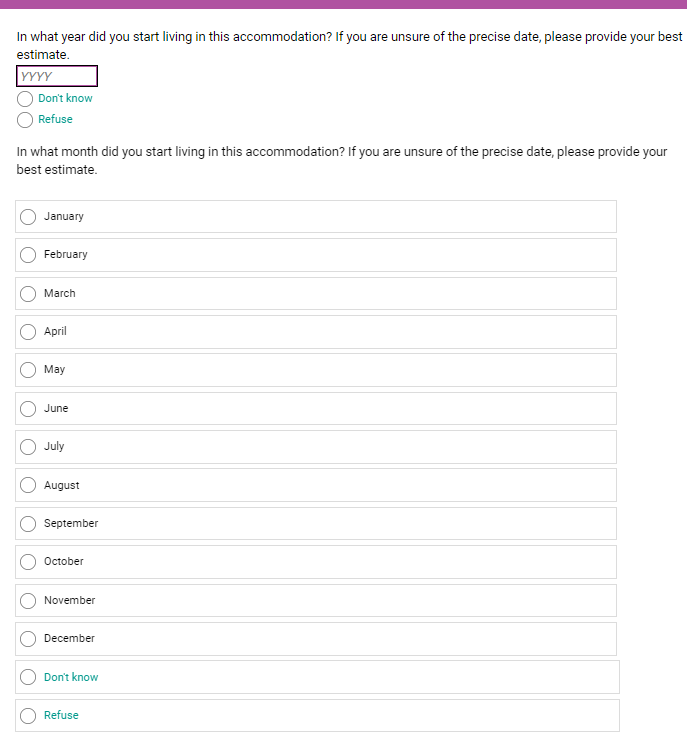 In what year did you start living in this accommodation? If you are unsure of the precise date, please provide your best
estimate.
YYYY
Don't know
Refuse
In what month did you start living in this accommodation? If you are unsure of the precise date, please provide your
best estimate.
January
February
March
April
May
June
July
August
September
October
November
December
Don't know
Refuse